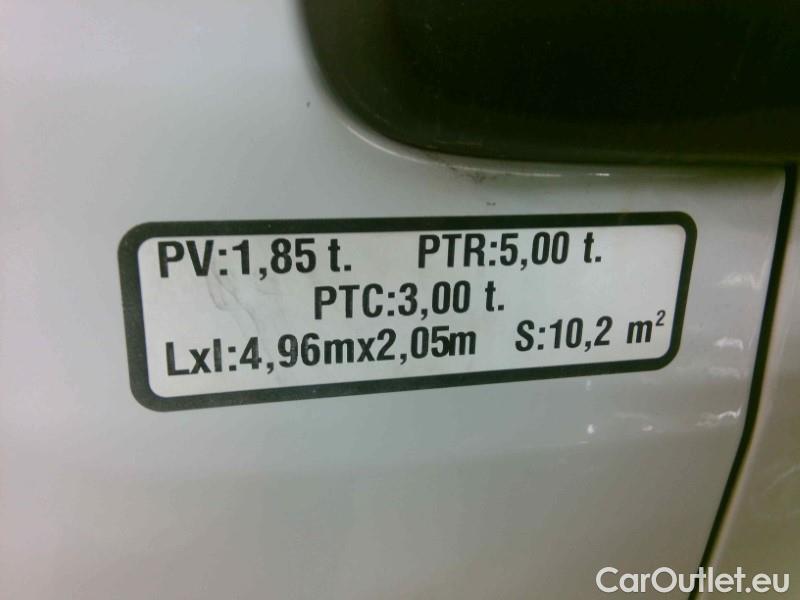 PV:1,85 t. PTR:5,00 t.
PTC:3,00 t.
Lxl:4,96mx2,05m S:10,2 m²
CarOutlet.eu